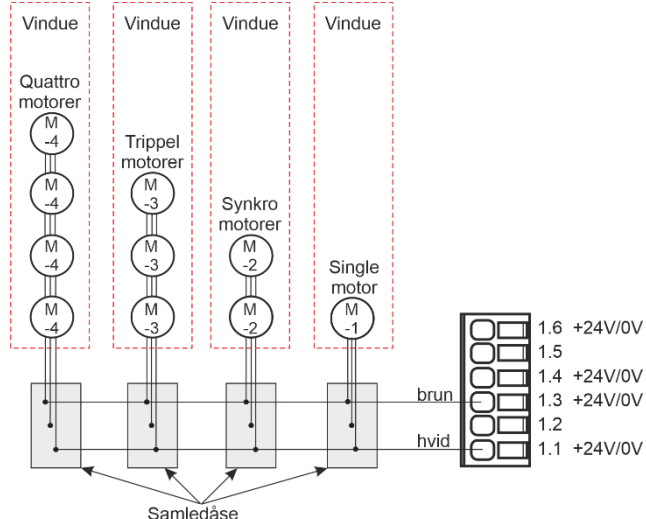 Vindue Vindue Vindue Vindue
Quattro
motorer
M
-4
M
-4
M
-4
M
-4
Trippel
motorer
M
-3
M
-3
M
-3
Synkro
motorer
M
-2
M
-2
Single
motor
M
-1
brun
hvid
1.6 +24V/0V
1.5
1.4 +24V/0V
1.3 +24V/0V
1.2
1.1 +24V/0V
Samledåse